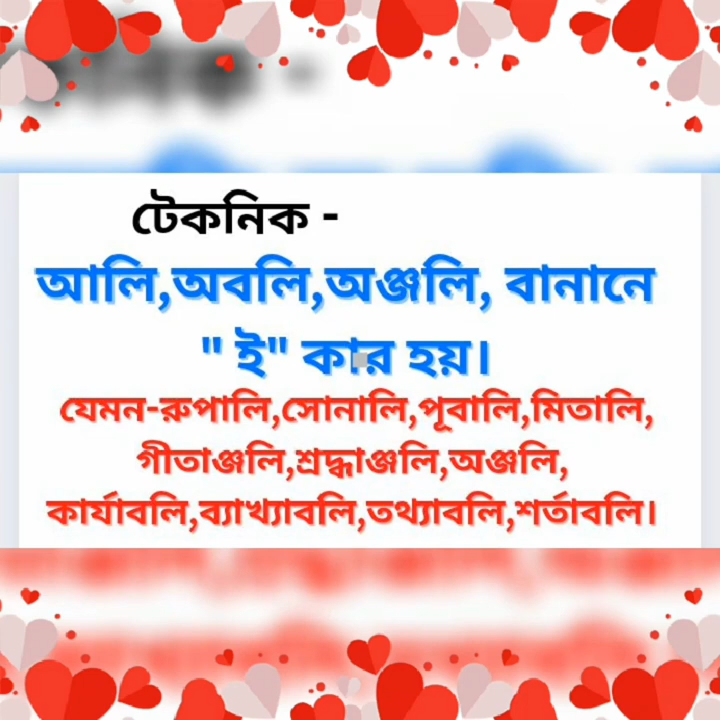 টেকনিক -
আলি,অবলি,অঞ্জলি, বানানে
" ই" কার হয়।
যেমন-রুপালি,সোনালি,পূবালি,মিতালি,
গীতাঞ্জলি,শ্রদ্ধাঞ্জলি,অঞ্জলি,
কার্যাবলি,ব্যাখ্যাবলি,তথ্যাবলি,শর্তাবলি।